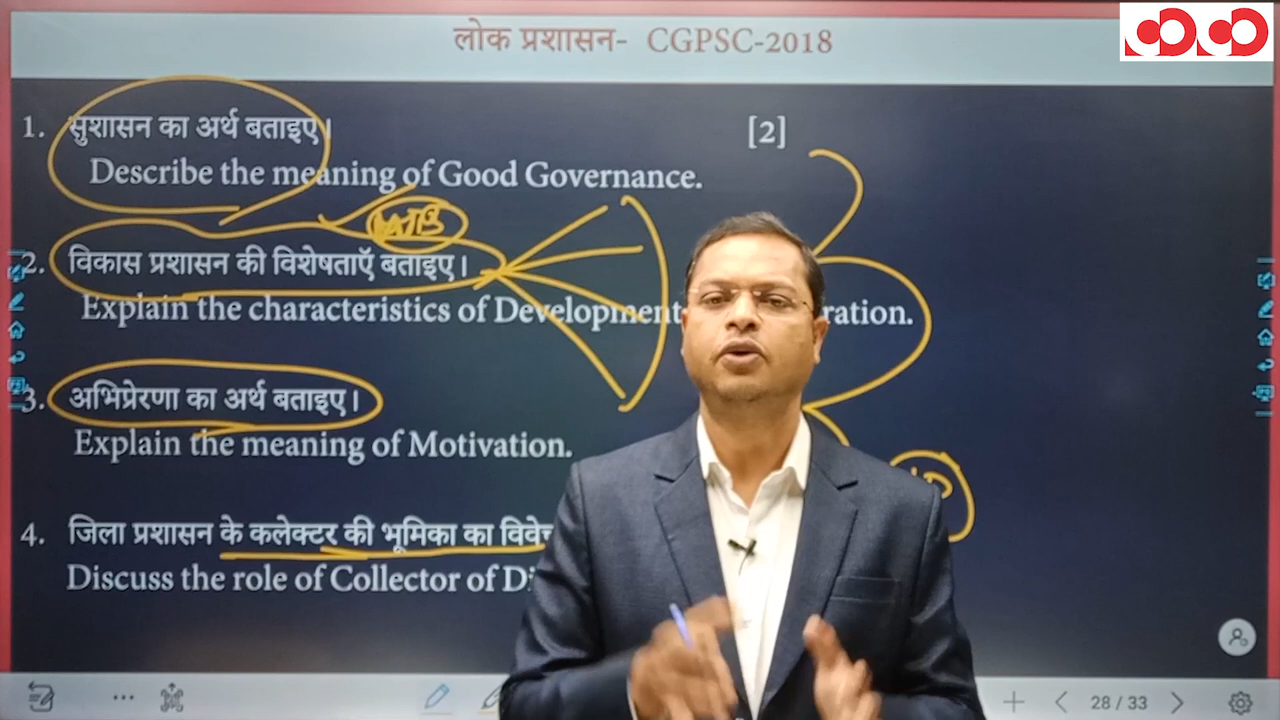 लोक प्रशासन- CGPSC-2018
1. सुशासन का अर्थ बताइए। [2]
Describe the meaning of Good Governance.
2. विकास प्रशासन की विशेषताएँ बताइए।
Explain the characteristics of Development ration.
3. अभिप्रेरणा का अर्थ बताइए।
Explain the meaning of Motivation.
4. जिला प्रशासन के कलेक्टर की भूमिका का विवे
Discuss the role of Collector of Di
28 / 33